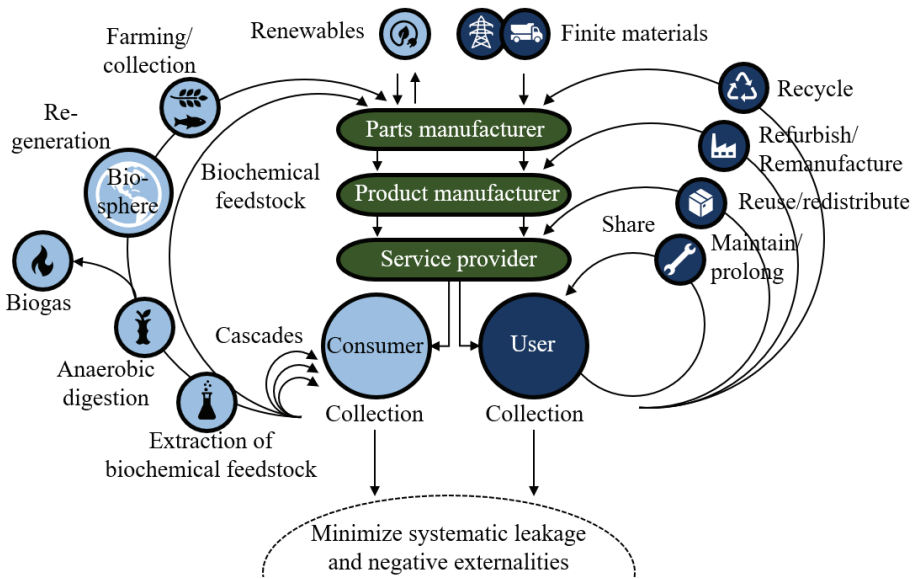 Farming/
collection
Renewables
Finite materials
Recycle
Re-
generation
Parts manufacturer
Refurbish/
Remanufacture
Bio-
sphere
Biochemical
feedstock
Product manufacturer
Reuse/redistribute
Share
Maintain/
prolong
Service provider
Biogas
Cascades
Consumer
User
Anaerobic
digestion
Collection
Collection
Extraction of
biochemical feedstock
Minimize systematic leakage
and negative externalities